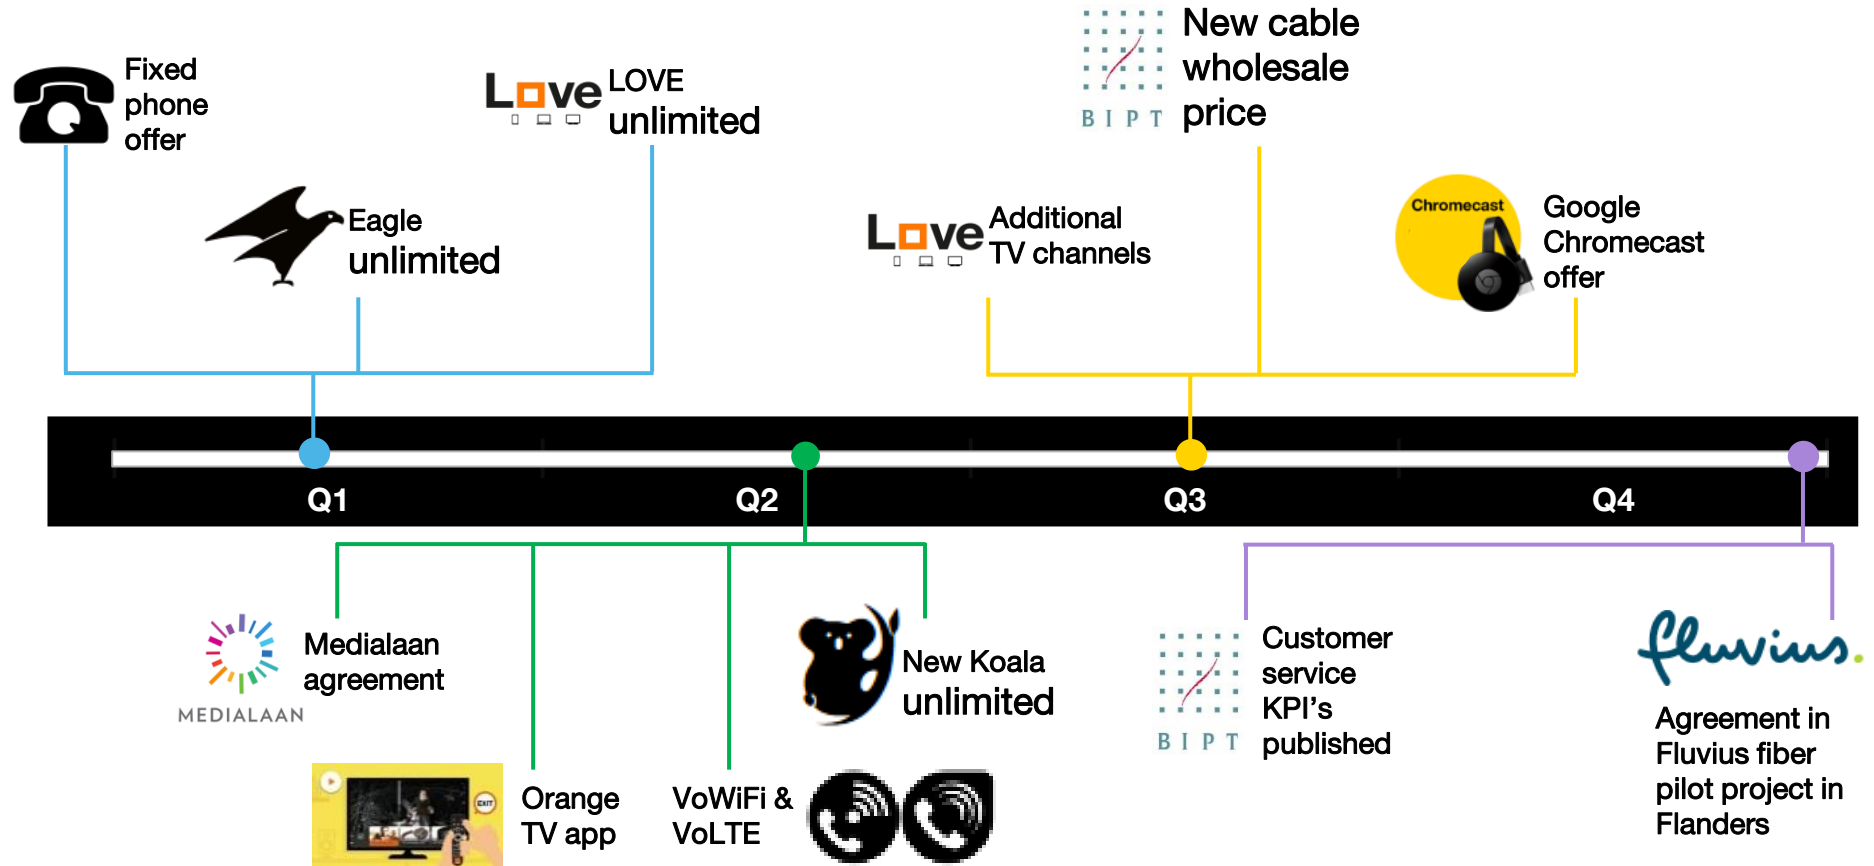 Fixed
phone
offer
Love
LOVE
unlimited
Eagle
unlimited
BIPT
New cable
wholesale
price
Love
Additional
TV channels
Chromecast
Google
Chromecast
offer
Q1
Q2
Q3
Q4
MEDIALAAN
Medialaan
agreement
EXIT
Orange
TV app
VoWiFi &
VoLTE
New Koala
unlimited
BIPT
Customer
service
KPI's
published
fluvius.
Agreement in
Fluvius fiber
pilot project in
Flanders